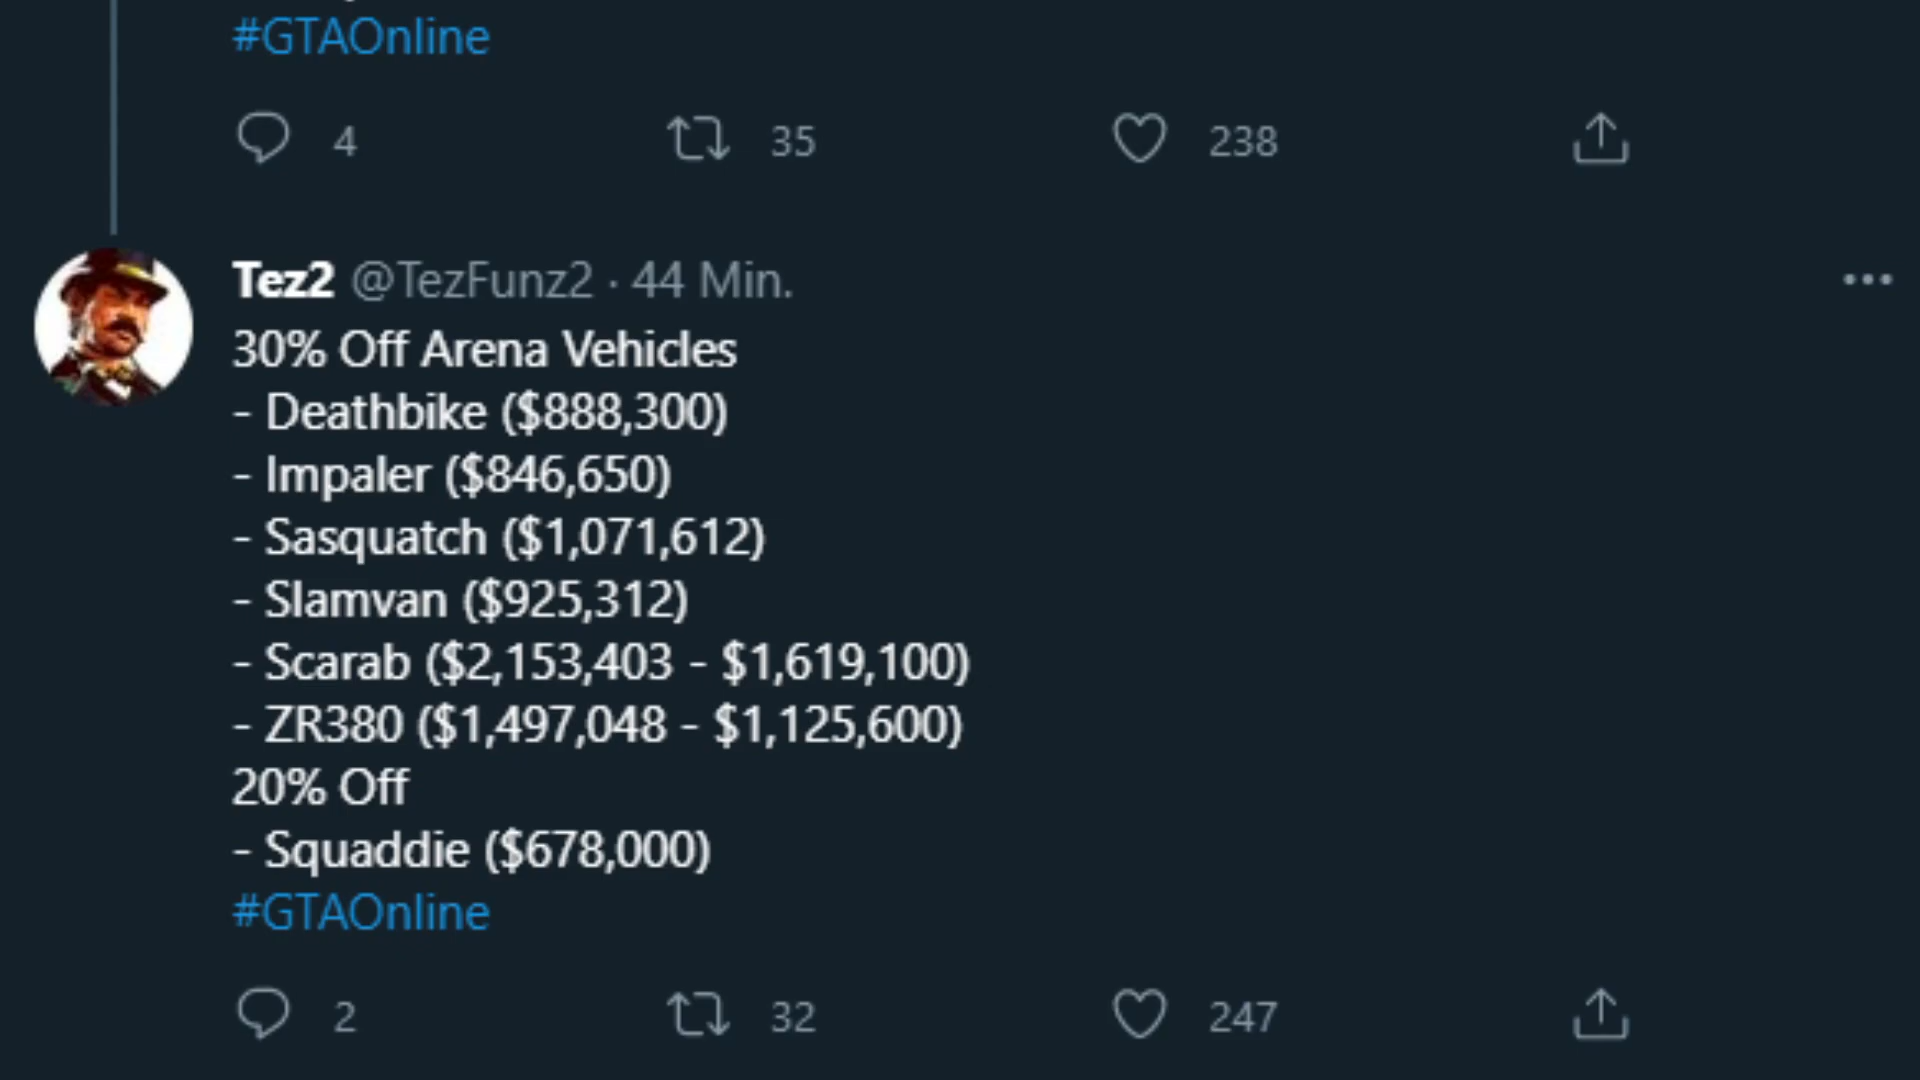 #GTAOnline
4 35 238
Tez2 @TezFunz2 · 44 Min.
30% Off Arena Vehicles
- Deathbike ($888,300)
- Impaler ($846,650)
- Sasquatch ($1,071,612)
- Slamvan ($925,312)
- Scarab ($2,153,403 - $1,619,100)
- ZR380 ($1,497,048 - $1,125,600)
20% Off
- Squaddie ($678,000)
#GTAOnline
2 32 247